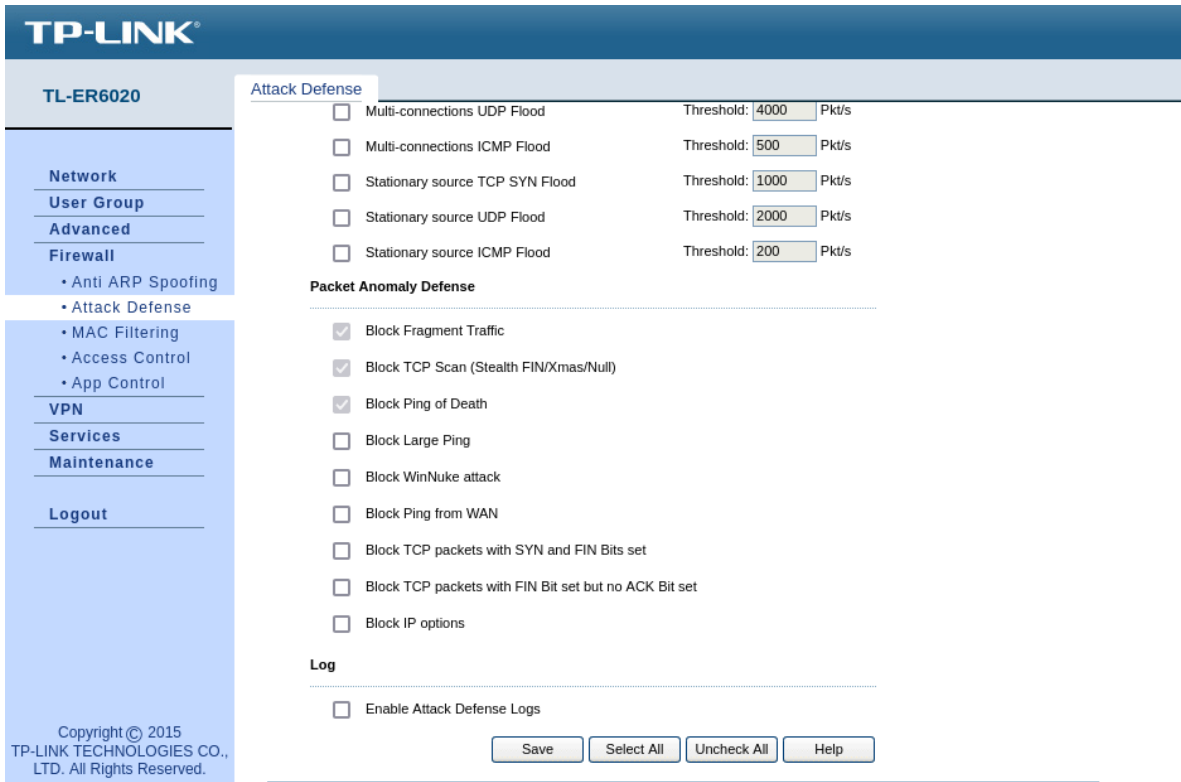 TP-LINK®
TL-ER6020
Network
User Group
Advanced
Firewall
• Anti ARP Spoofing
• Attack Defense
• MAC Filtering
• Access Control
• App Control
VPN
Services
Maintenance
Logout
Copyright © 2015
TP-LINK TECHNOLOGIES CO.,
LTD. All Rights Reserved.
Attack Defense
Multi-connections UDP Flood Threshold: 4000 Pkt/s
Multi-connections ICMP Flood Threshold: 500 Pkt/s
Stationary source TCP SYN Flood Threshold: 1000 Pkt/s
Stationary source UDP Flood Threshold: 2000 Pkt/s
Stationary source ICMP Flood Threshold: 200 Pkt/s
Packet Anomaly Defense
Block Fragment Traffic
Block TCP Scan (Stealth FIN/Xmas/Null)
Block Ping of Death
Block Large Ping
Block WinNuke attack
Block Ping from WAN
Block TCP packets with SYN and FIN Bits set
Block TCP packets with FIN Bit set but no ACK Bit set
Block IP options
Log
Enable Attack Defense Logs
Save Select All Uncheck All Help